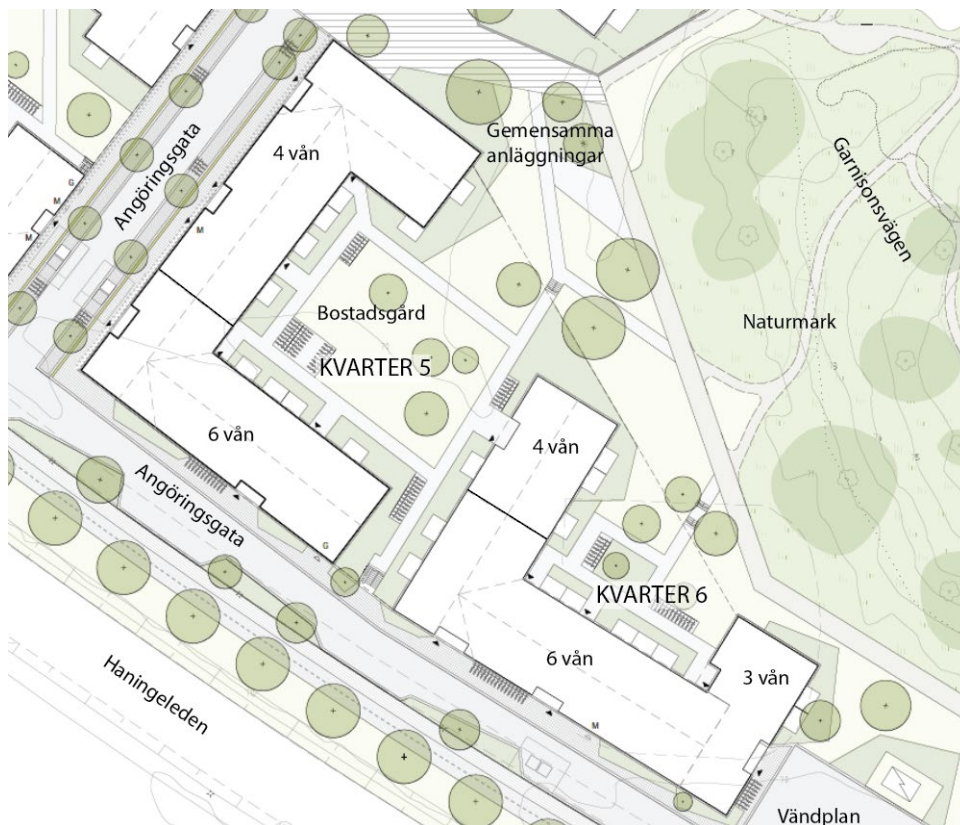 Angöringsgata
4 vån
Gemensamma
anläggningar
Garnisonsvägen
G
M
M
Bostadsgård
Naturmark
KVARTER 5
6 vån
4 vån
Angöringsgata
G
KVARTER 6
6 vån
3 vån
Haningeleden
M
Vändplan